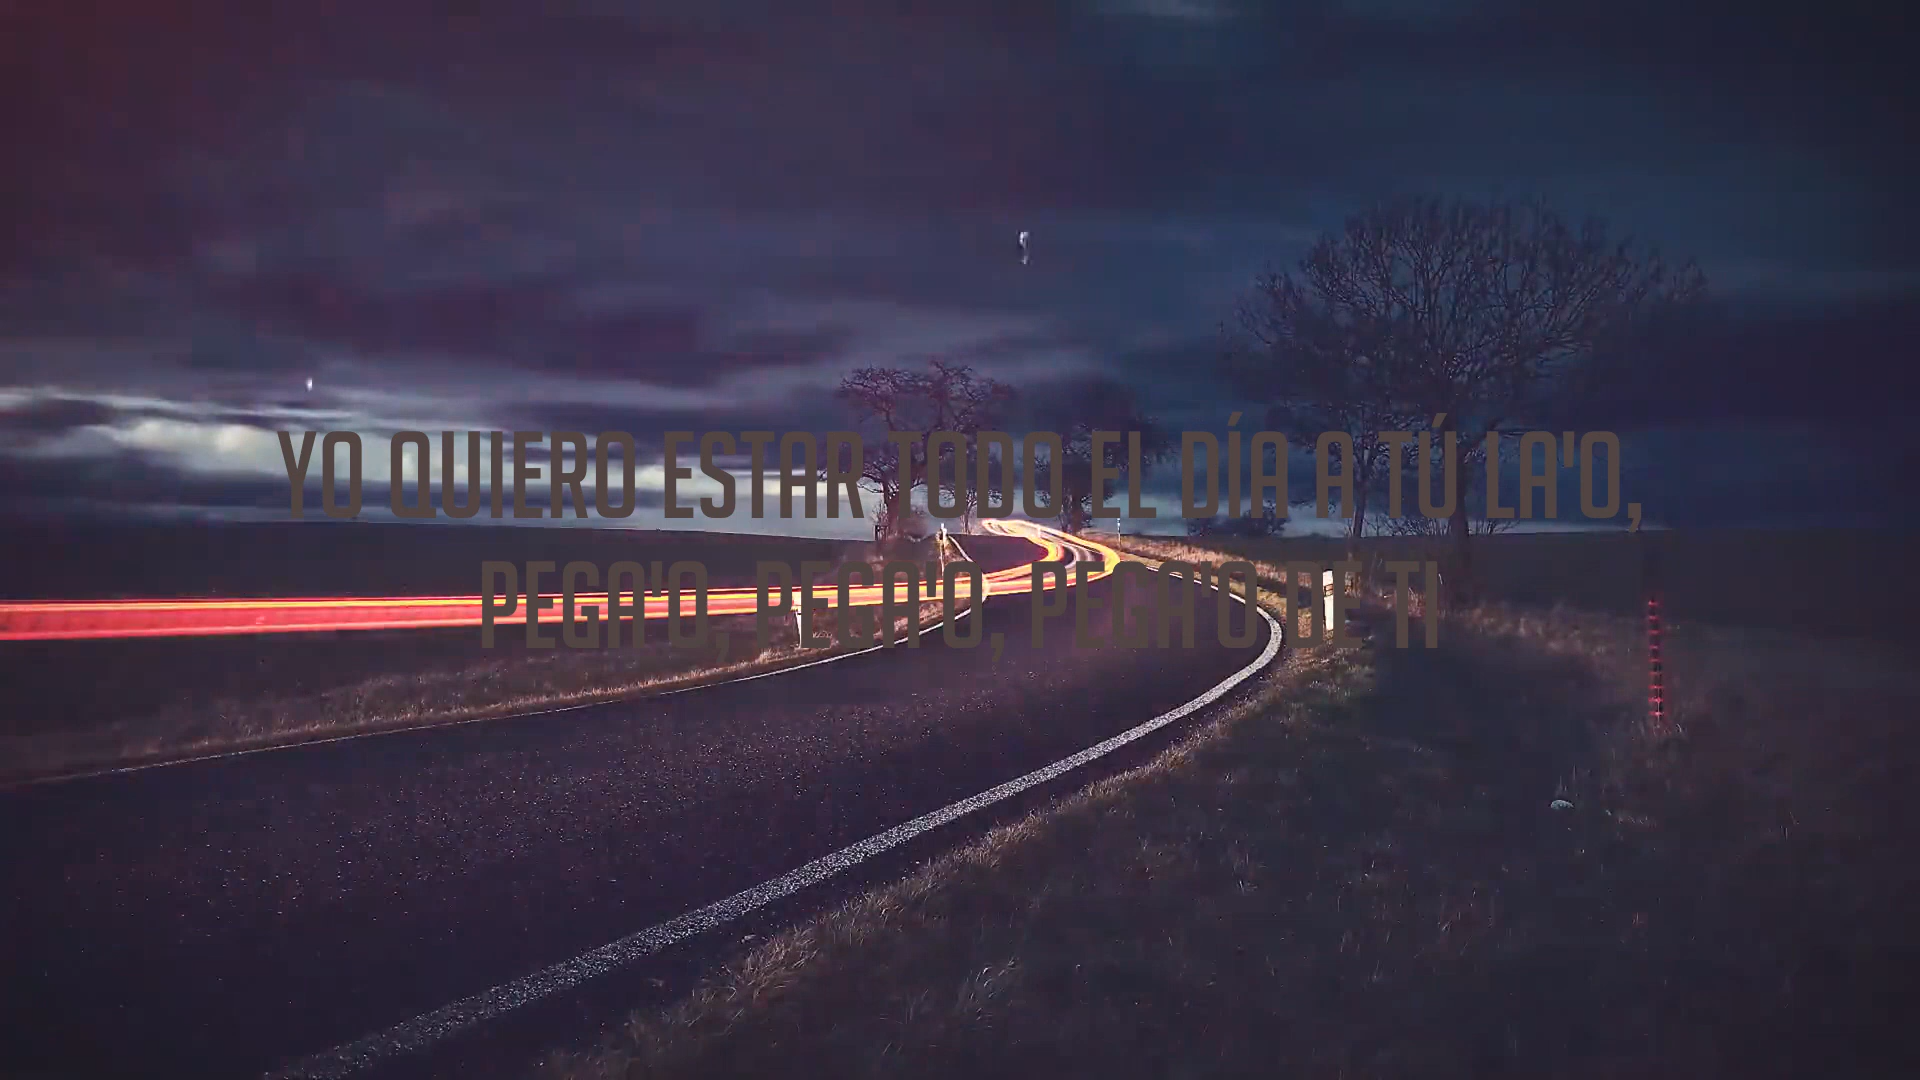 YO QUIERO ESTAR TODO EL DÍA A TÚ LA'O,
PEGA'O, PEGA'O, PEGA'O DE TI